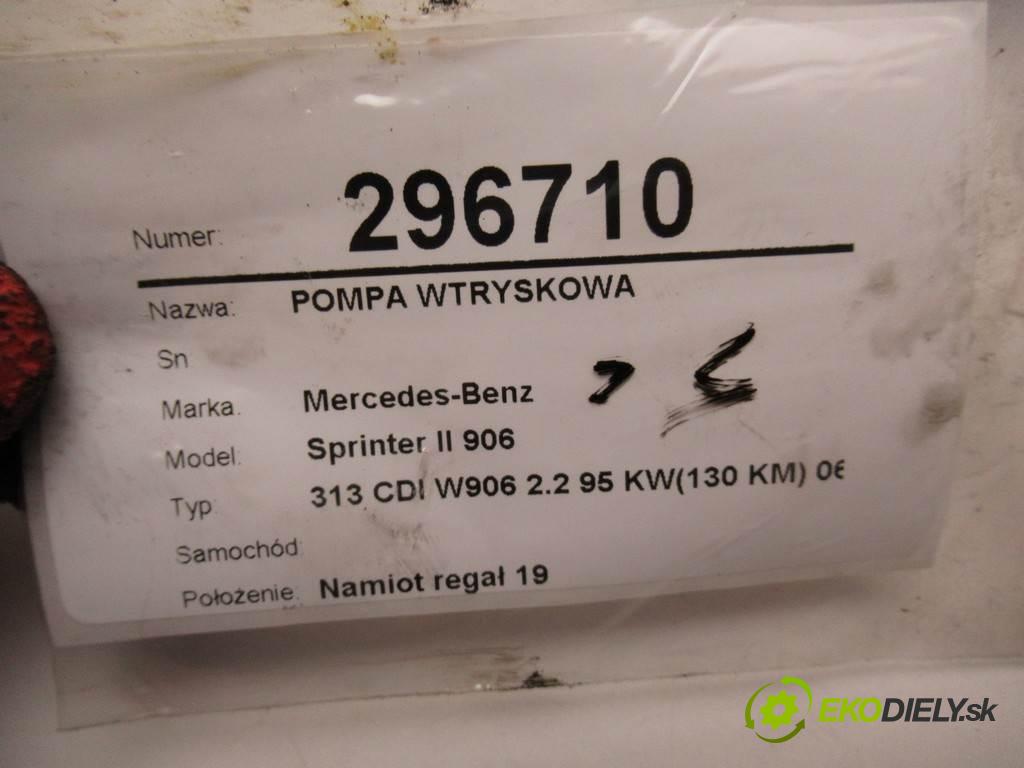 Numer: 296710
Nazwa: POMPA WTRYSKOWA
Sn
Marka: Mercedes-Benz
Model: Sprinter II 906
Typ: 313 CDI W906 2.2 95 KW(130 KM) 06
Samochód:
Położenie: Namiot regał 19
EKODIELY.sk